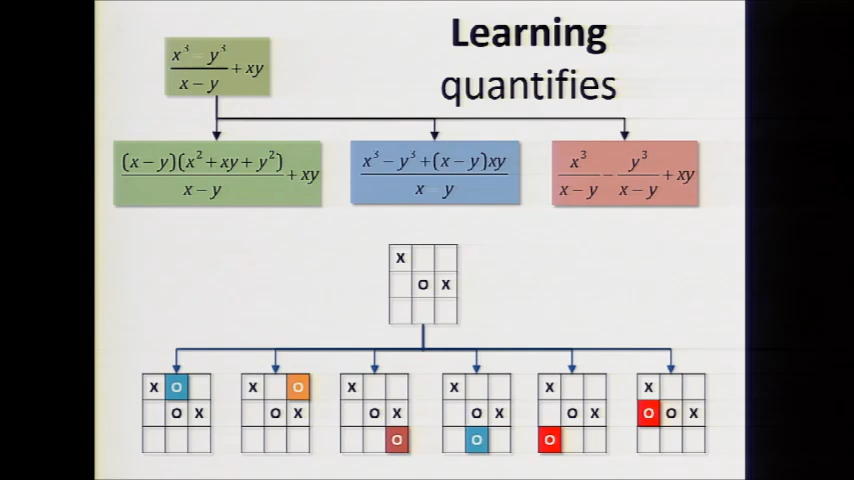 Learning
quantifies
x³ − y³
x − y
+ xy
(x − y)(x² + xy + y²)
x − y
+ xy
x³ − y³ + (x − y)xy
x − y
x³
x − y
−
y³
x − y
+ xy
X
O X
X O
O X
X O
O X
X
O X
O
X
O X
O
X
O X
O
X
O O X